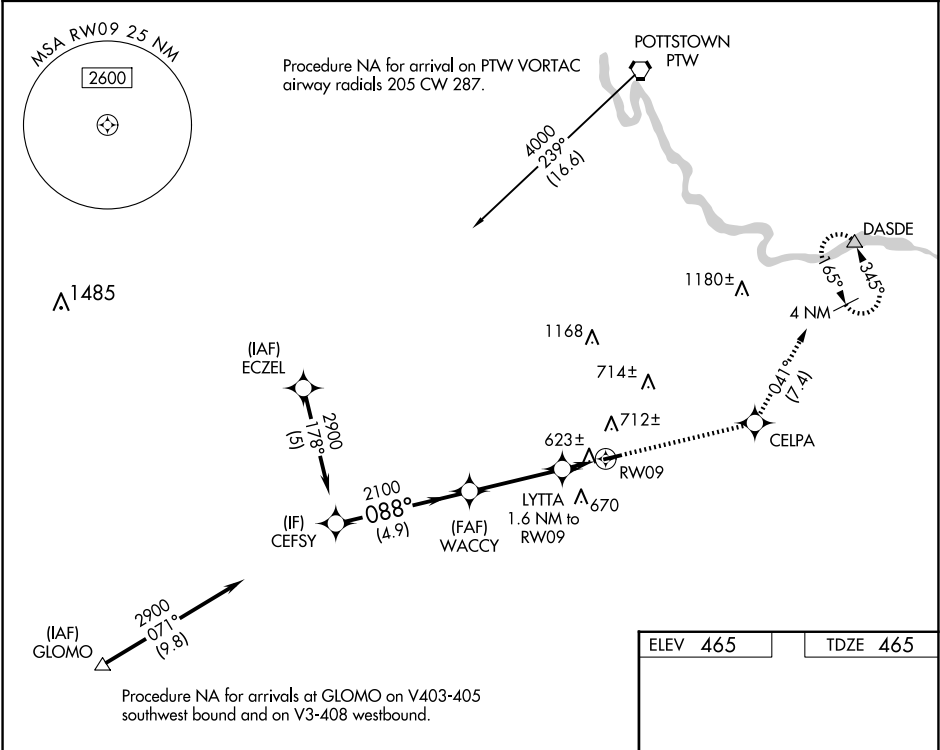 MSA RW09 25 NM
2600
Procedure NA for arrival on PTW VORTAC
airway radials 205 CW 287.
POTTSTOWN
PTW
4000
239°
(16.6)
DASDE
165°
345°
4 NM
1180±
1485
1168
714±
041°
(7.4)
(IAF)
ECZEL
2900
178°
(5)
712±
623±
CELPA
RW09
LYTTA
1.6 NM to
RW09
670
2100
088°
(4.9)
(IF)
CEFSY
(FAF)
WACCY
2900
071°
(9.8)
(IAF)
GLOMO
ELEV 465
TDZE 465
Procedure NA for arrivals at GLOMO on V403-405
southwest bound and on V3-408 westbound.